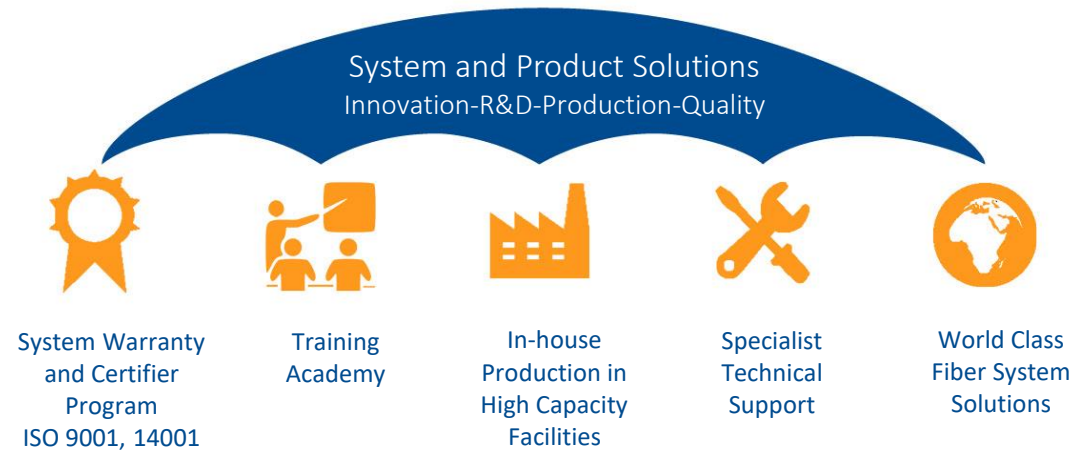 System and Product Solutions
Innovation-R&D-Production-Quality
System Warranty
and Certifier
Program
ISO 9001, 14001
Training
Academy
In-house
Production in
High Capacity
Facilities
Specialist
Technical
Support
World Class
Fiber System
Solutions